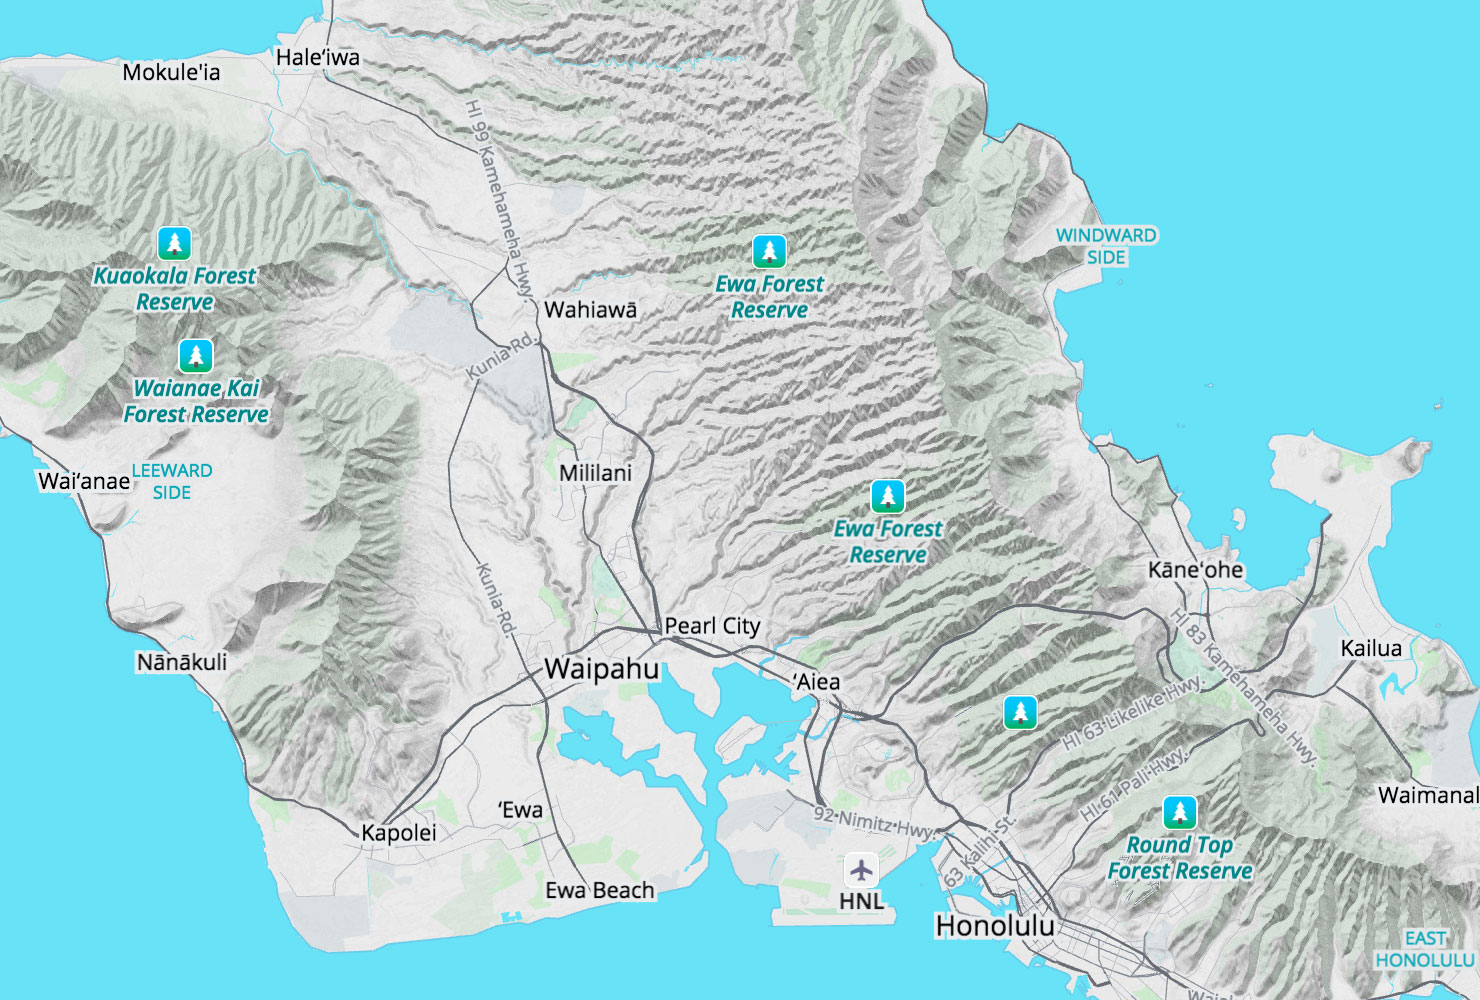 Haleʻiwa
Mokule'ia
HI 99 Kamehameha Hwy.
WINDWARD
SIDE
Kuaokala Forest
Reserve
Ewa Forest
Reserve
Wahiawā
Kunia Rd.
Waianae Kai
Forest Reserve
LEEWARD
SIDE
Waiʻanae
Mililani
Ewa Forest
Reserve
Kāneʻohe
Kunia Rd.
Pearl City
HI 83 Kamehameha Hwy.
Kailua
Nānākuli
Waipahu
ʻAiea
HI 63 Likelike Hwy.
HI 61 Pali Hwy.
Waimanal
ʻEwa
Kapolei
92 Nimitz Hwy.
63 Kalihi St.
Round Top
Forest Reserve
Ewa Beach
HNL
Honolulu
EAST
HONOLULU